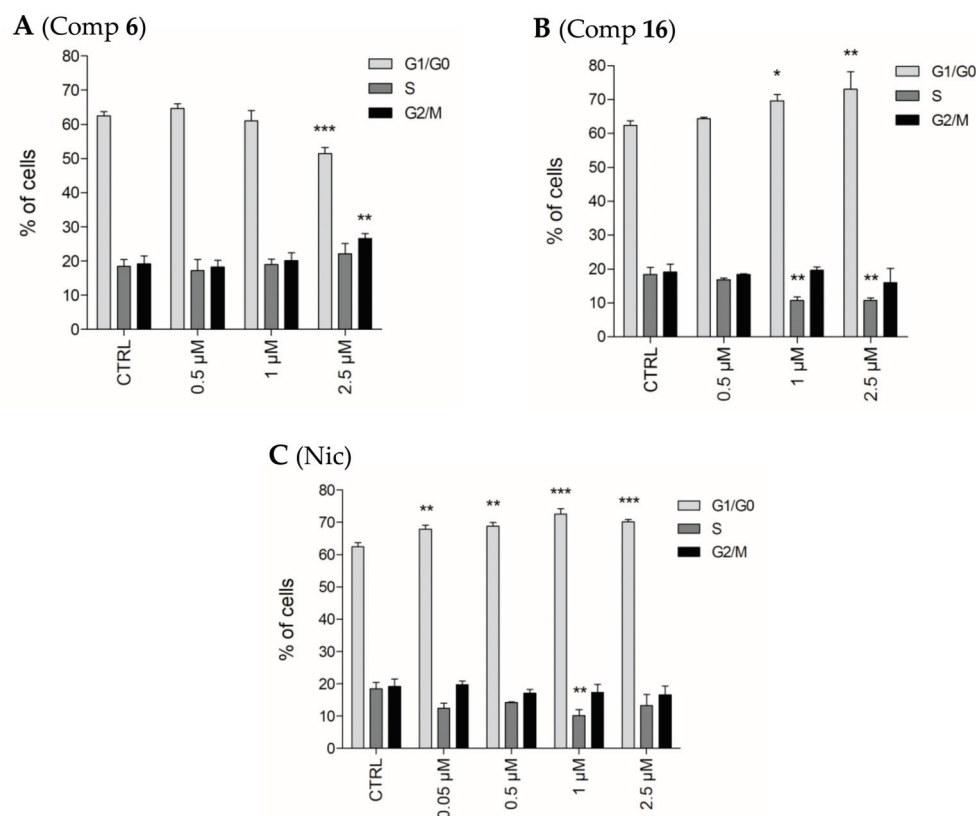 A (Comp 6)
80
70
60
50
40
30
20
10
0
% of cells
G1/G0
S
G2/M
***
**
CTRL
0.5 µM
1 µM
2.5 µM
B (Comp 16)
80
70
60
50
40
30
20
10
0
% of cells
G1/G0
S
G2/M
*
**
**
**
CTRL
0.5 µM
1 µM
2.5 µM
C (Nic)
80
70
60
50
40
30
20
10
0
% of cells
G1/G0
S
G2/M
**
**
***
***
**
CTRL
0.05 µM
0.5 µM
1 µM
2.5 µM